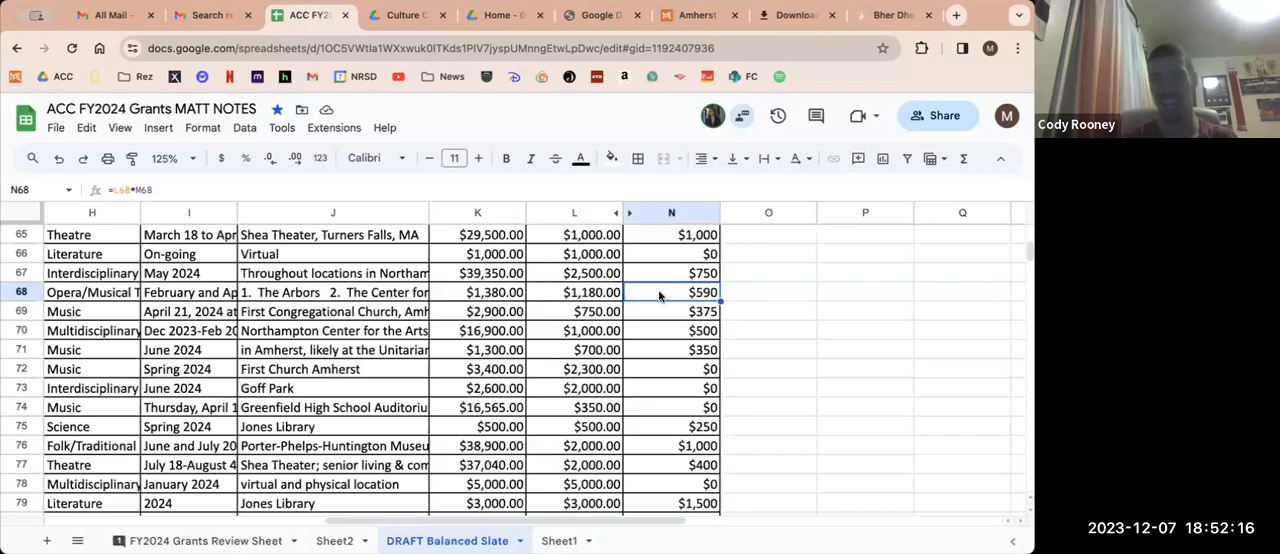 All Mail -
Search r
ACC FY2
Culture C
Home - G
Google D
Amherst
Downloa
Bher Dhe
docs.google.com/spreadsheets/d/1OC5VWtIa1WXxwuk0ITKds1PIV7jyspUMnngEtwLpDwc/edit#gid=1192407936
M
ACC
Rez
NRSD
News
FC
ACC FY2024 Grants MATT NOTES
File Edit View Insert Format Data Tools Extensions Help
Share
M
125% $ % .0 .00 123 Calibri 11 B I A
N68 fx =L68*M68
H I J K L N O P Q
65 Theatre March 18 to Apr Shea Theater, Turners Falls, MA $29,500.00 $1,000.00 $1,000
66 Literature On-going Virtual $1,000.00 $1,000.00 $0
67 Interdisciplinary May 2024 Throughout locations in Northam $39,350.00 $2,500.00 $750
68 Opera/Musical T February and Ap 1. The Arbors 2. The Center for $1,380.00 $1,180.00 $590
69 Music April 21, 2024 at First Congregational Church, Amh $2,900.00 $750.00 $375
70 Multidisciplinary Dec 2023-Feb 20 Northampton Center for the Arts $16,900.00 $1,000.00 $500
71 Music June 2024 in Amherst, likely at the Unitarian $1,300.00 $700.00 $350
72 Music Spring 2024 First Church Amherst $3,400.00 $2,300.00 $0
73 Interdisciplinary June 2024 Goff Park $2,600.00 $2,000.00 $0
74 Music Thursday, April 1 Greenfield High School Auditoriu $16,565.00 $350.00 $0
75 Science Spring 2024 Jones Library $500.00 $500.00 $250
76 Folk/Traditional June and July 20 Porter-Phelps-Huntington Museu $38,900.00 $2,000.00 $1,000
77 Theatre July 18-August 4 Shea Theater; senior living & com $37,040.00 $2,000.00 $400
78 Multidisciplinary January 2024 virtual and physical location $5,000.00 $5,000.00 $0
79 Literature 2024 Jones Library $3,000.00 $3,000.00 $1,500
1 FY2024 Grants Review Sheet Sheet2 DRAFT Balanced Slate Sheet1
Cody Rooney
2023-12-07 18:52:16